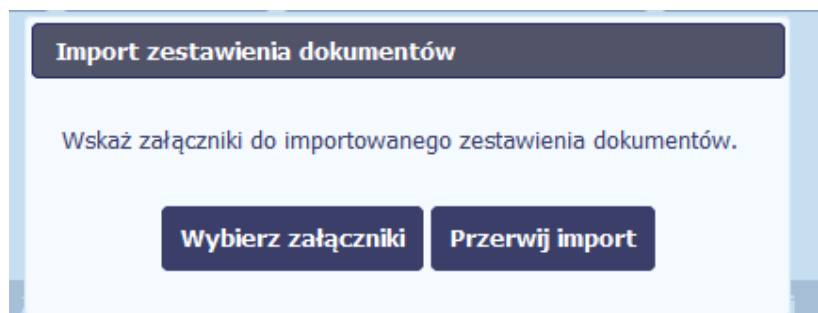 Import zestawienia dokumentów
Wskaż załączniki do importowanego zestawienia dokumentów.
Wybierz załączniki Przerwij import